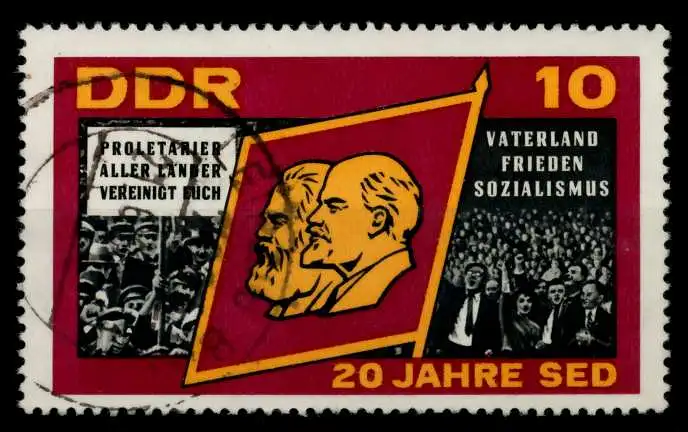 DDR 10
PROLETARIER
ALLER LÄNDER
VEREINIGT EUCH
VATERLAND
FRIEDEN
SOZIALISMUS
20 JAHRE SED